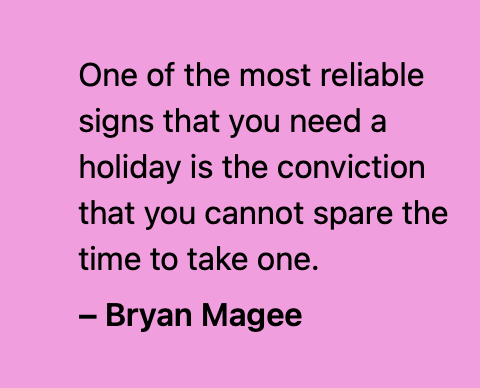 One of the most reliable
signs that you need a
holiday is the conviction
that you cannot spare the
time to take one.
– Bryan Magee